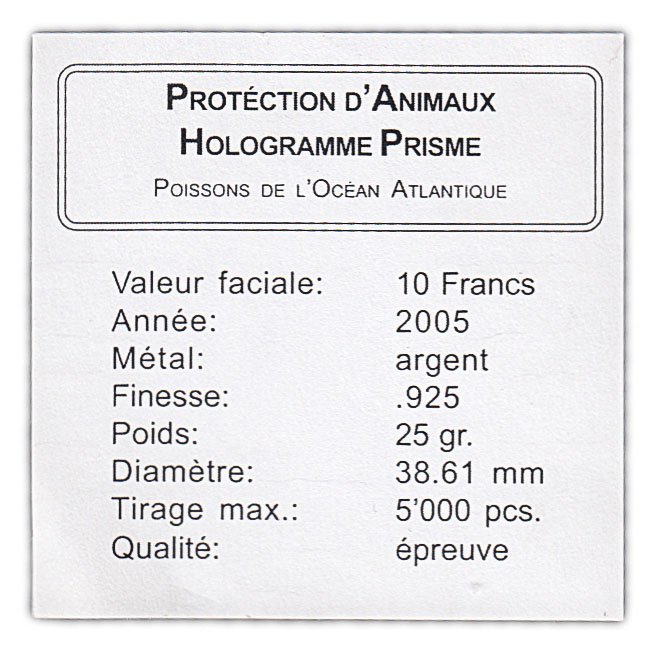 PROTÉCTION D'ANIMAUX
HOLOGRAMME PRISME
POISSONS DE L'OCÉAN ATLANTIQUE
Valeur faciale: 10 Francs
Année: 2005
Métal: argent
Finesse: .925
Poids: 25 gr.
Diamètre: 38.61 mm
Tirage max.: 5'000 pcs.
Qualité: épreuve